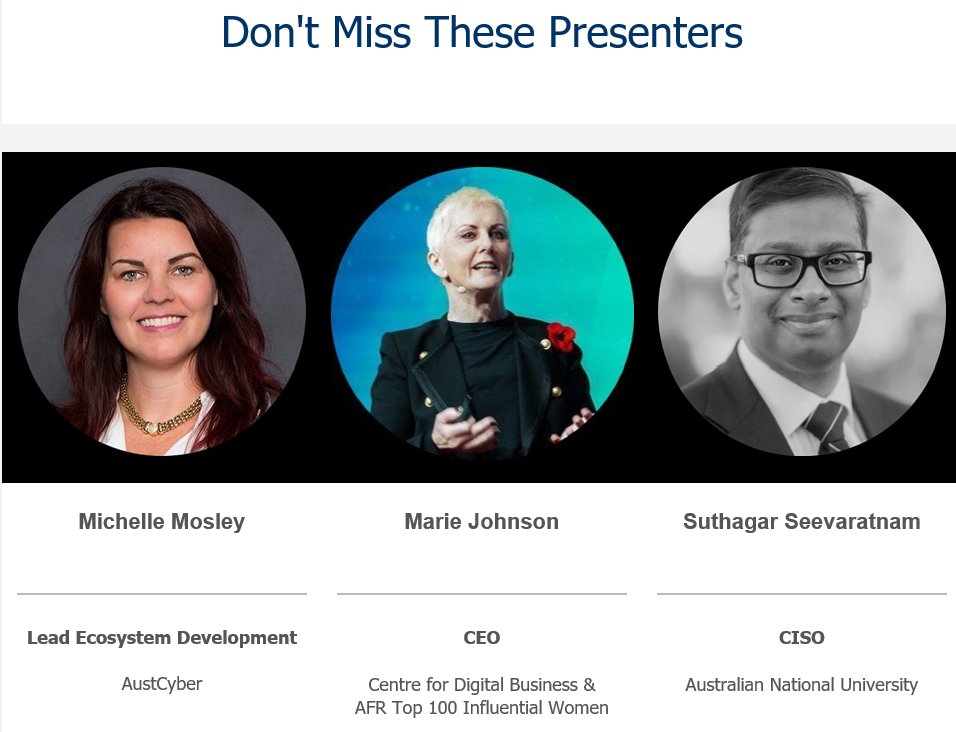 Don't Miss These Presenters
Michelle Mosley
Marie Johnson
Suthagar Seevaratnam
Lead Ecosystem Development
CEO
CISO
AustCyber
Centre for Digital Business &
AFR Top 100 Influential Women
Australian National University